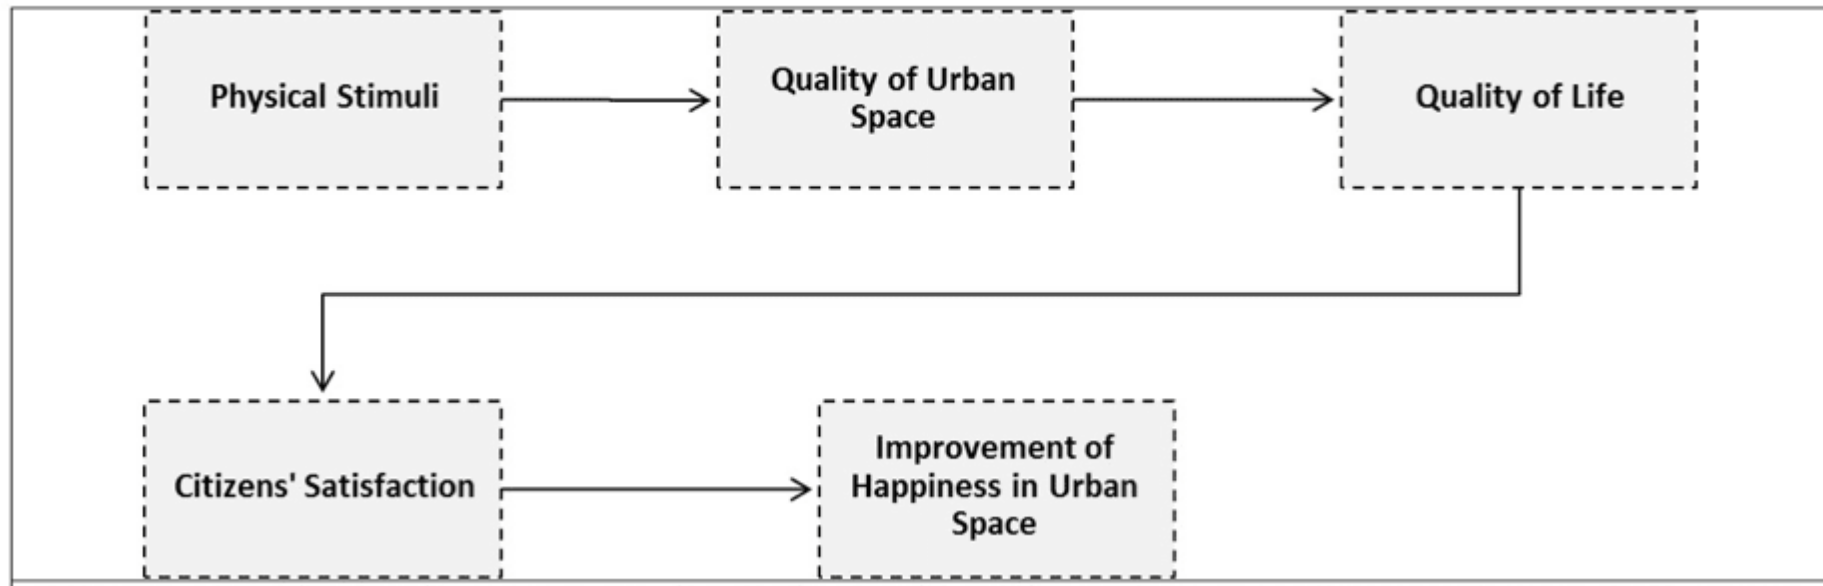 Physical Stimuli
Quality of Urban
Space
Quality of Life
Citizens' Satisfaction
Improvement of
Happiness in Urban
Space